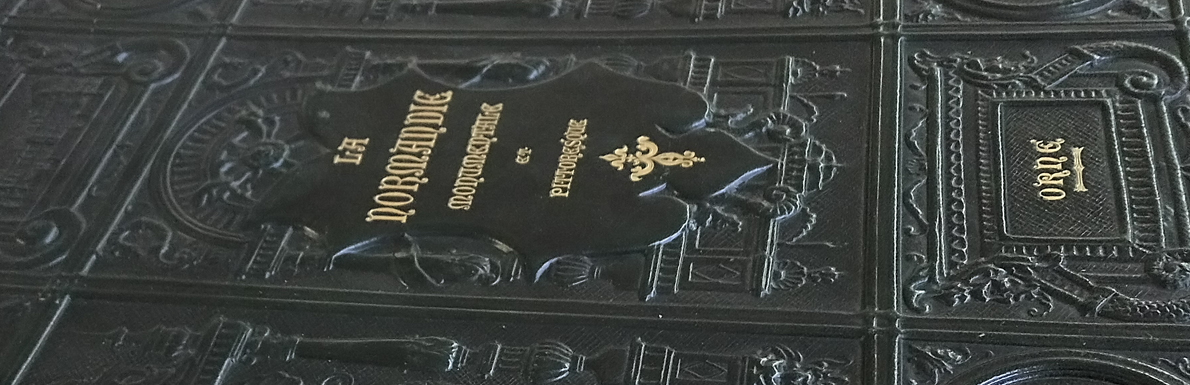 LA
NORMANDIE
MONUMENTALE
ET
PITTORESQUE
ORNE